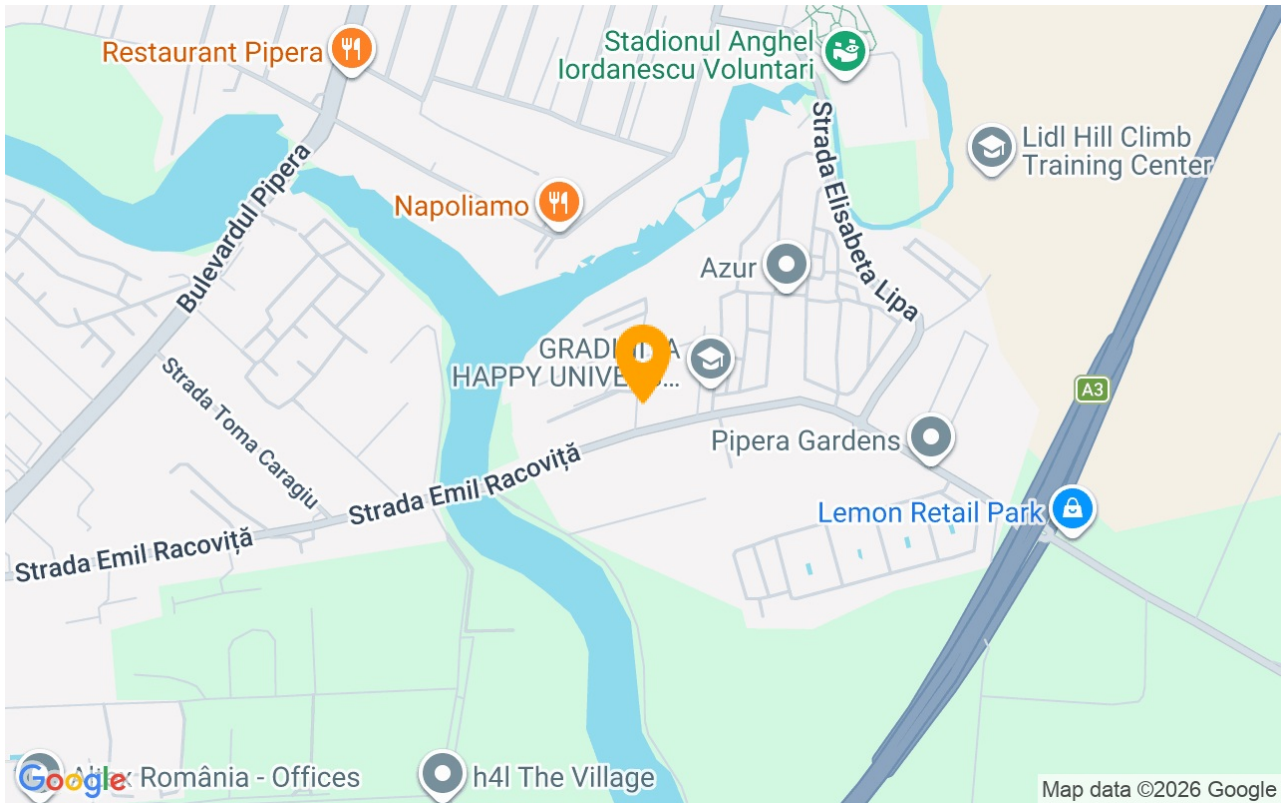 Restaurant Pipera
Stadionul Anghel
Iordanescu Voluntari
Strada Elisabeta Lipa
Lidl Hill Climb
Training Center
Bulevardul Pipera
Napoliamo
Azur
HAPPY
A3
Strada Toma Caragiu
Pipera Gardens
Strada Emil Racoviță
Lemon Retail Park
Strada Emil Racoviță
Google
România - Offices
h4l The Village
Map data ©2026 Google